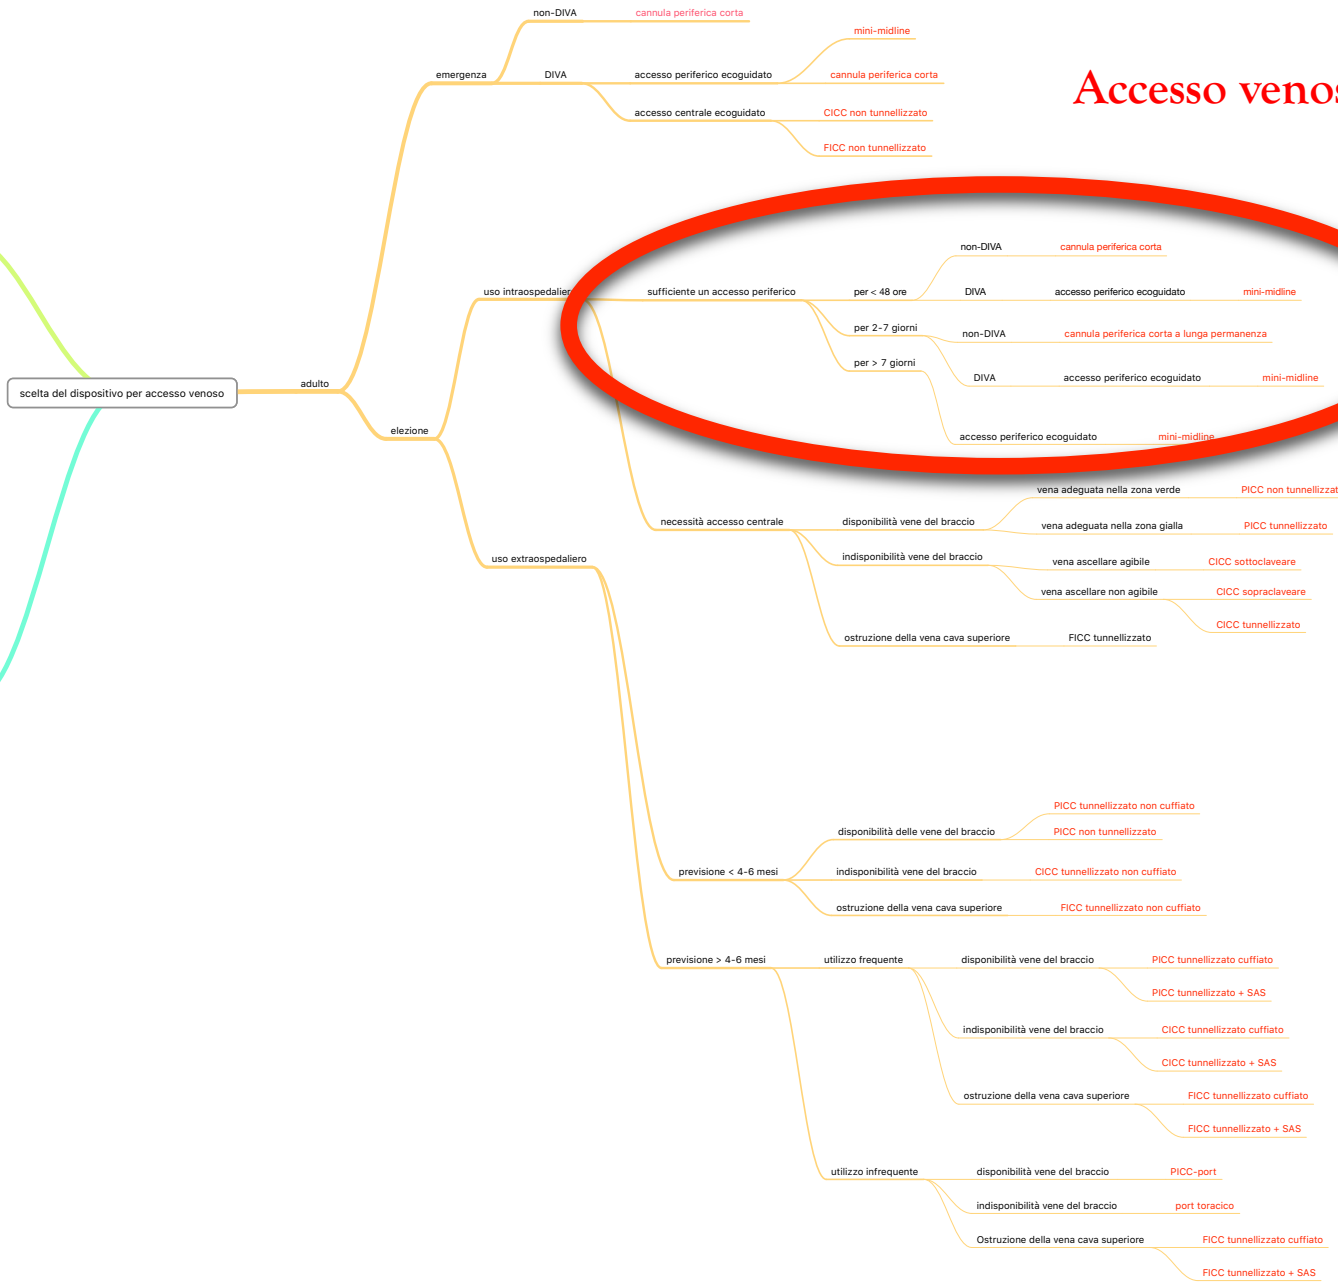 non-DIVA
cannula periferica corta
mini-midline
emergenza
DIVA
accesso periferico ecoguidato
cannula periferica corta
Accesso venos
accesso centrale ecoguidato
CICC non tunnellizzato
FICC non tunnellizzato
non-DIVA
cannula periferica corta
uso intraospedalier
sufficiente un accesso periferico
per < 48 ore
DIVA
accesso periferico ecoguidato
mini-midline
per 2-7 giorni
non-DIVA
cannula periferica corta a lunga permanenza
per > 7 giorni
DIVA
accesso periferico ecoguidato
mini-midline
scelta del dispositivo per accesso venoso
adulto
elezione
accesso periferico ecoguidato
mini-midline
necessità accesso centrale
disponibilità vene del braccio
vena adeguata nella zona verde
PICC non tunnellizzat
vena adeguata nella zona gialla
PICC tunnellizzato
indisponibilità vene del braccio
vena ascellare agibile
CICC sottoclaveare
vena ascellare non agibile
CICC sopraclaveare
CICC tunnellizzato
ostruzione della vena cava superiore
FICC tunnellizzato
uso extraospedaliero
PICC tunnellizzato non cuffiato
disponibilità delle vene del braccio
PICC non tunnellizzato
previsione < 4-6 mesi
indisponibilità vene del braccio
CICC tunnellizzato non cuffiato
ostruzione della vena cava superiore
FICC tunnellizzato non cuffiato
previsione > 4-6 mesi
utilizzo frequente
disponibilità vene del braccio
PICC tunnellizzato cuffiato
PICC tunnellizzato + SAS
indisponibilità vene del braccio
CICC tunnellizzato cuffiato
CICC tunnellizzato + SAS
ostruzione della vena cava superiore
FICC tunnellizzato cuffiato
FICC tunnellizzato + SAS
utilizzo infrequente
disponibilità vene del braccio
PICC-port
indisponibilità vene del braccio
port toracico
Ostruzione della vena cava superiore
FICC tunnellizzato cuffiato
FICC tunnellizzato + SAS